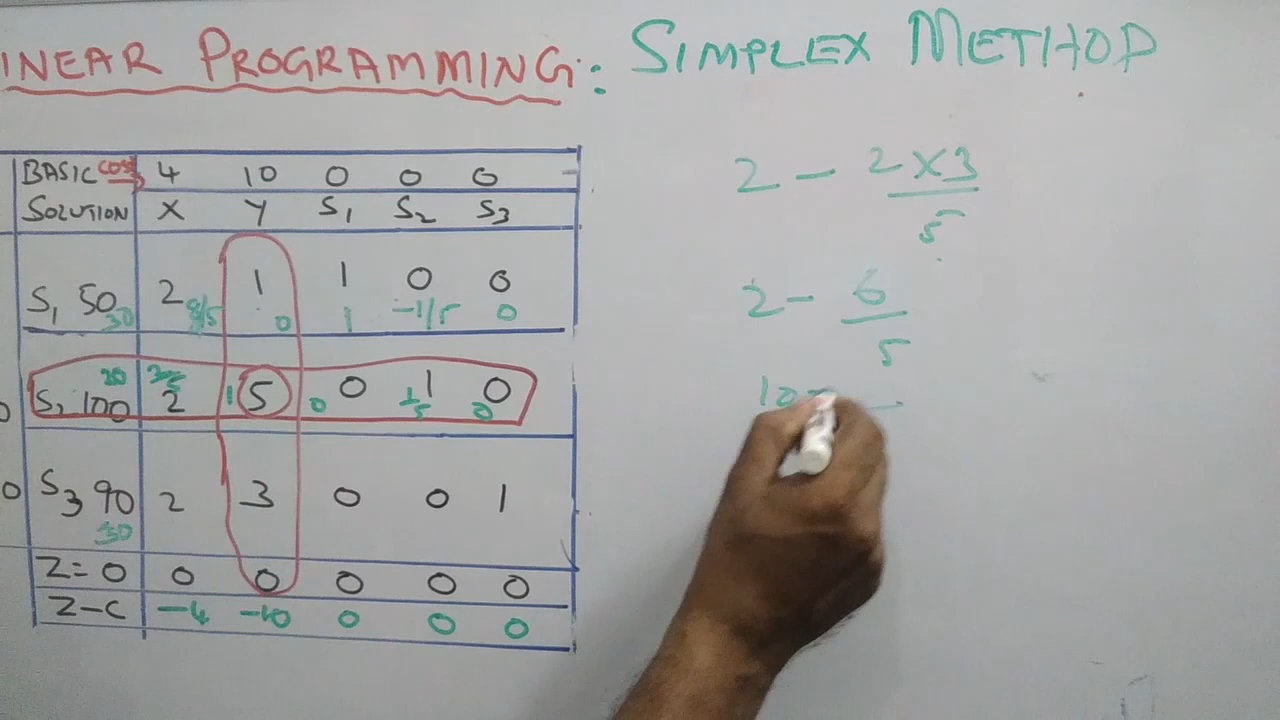 INEAR PROGRAMMING: SIMPLEX METHOD
BASIC COST 4 10 0 0 0
SOLUTION X Y S1 S2 S3
S1 50 2 1 1 0 0
30 8/5 0 1 -1/5 0
20 1 0 1/5 0
S2 100 2 5 0 1 0
0 S3 90 2 3 0 0 1
30
Z=0 0 0 0 0 0
Z-C -4 -10 0 0 0
2 - 2X3
5
2 - 6
5
10 -